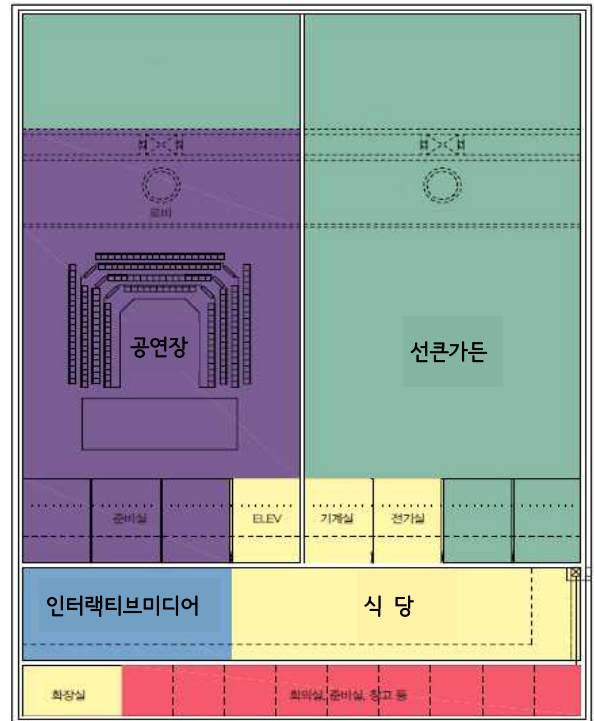 로비
공연장
선큰가든
준비실
ELEV
기계실
전기실
인터랙티브미디어
식 당
화장실
회의실, 준비실, 창고 등